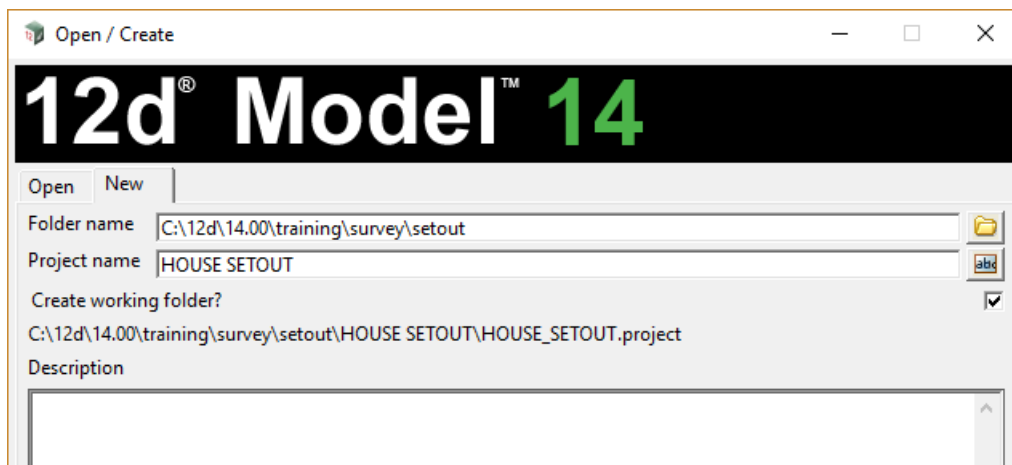 Open / Create
12d® Model™ 14
Open New
Folder name C:\12d\14.00\training\survey\setout
Project name HOUSE SETOUT abc
Create working folder?
C:\12d\14.00\training\survey\setout\HOUSE SETOUT\HOUSE_SETOUT.project
Description